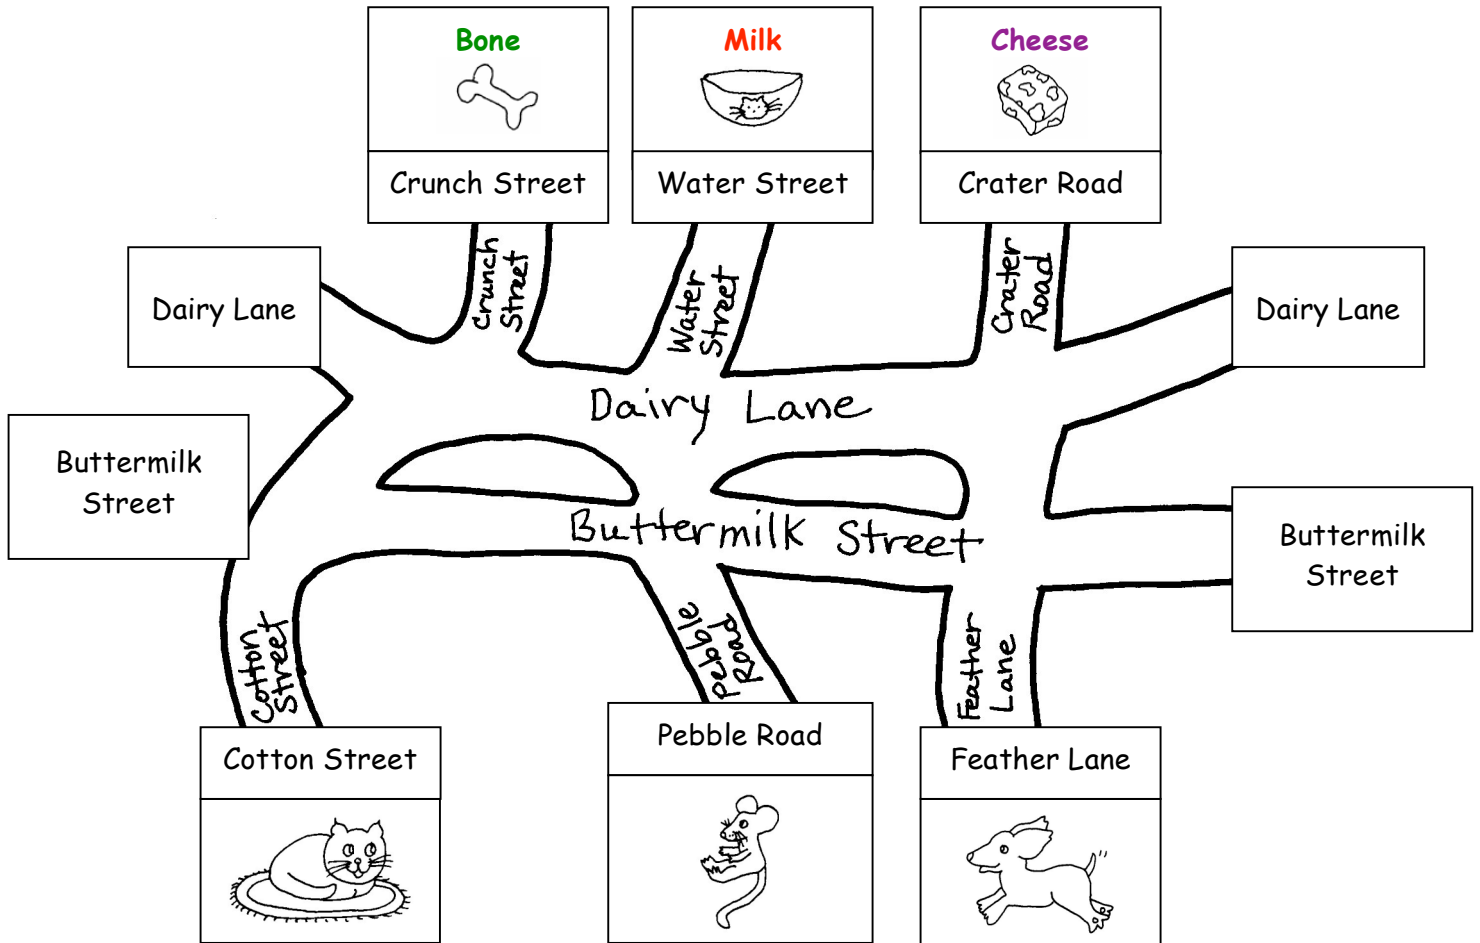 Bone
Milk
Cheese
Crunch Street
Water Street
Crater Road
Crunch
Street
Water
Street
Crater
Road
Dairy Lane
Dairy Lane
Dairy Lane
Buttermilk
Street
Buttermilk Street
Buttermilk
Street
Cotton
Street
Pebble
Road
Feather
Lane
Cotton Street
Pebble Road
Feather Lane